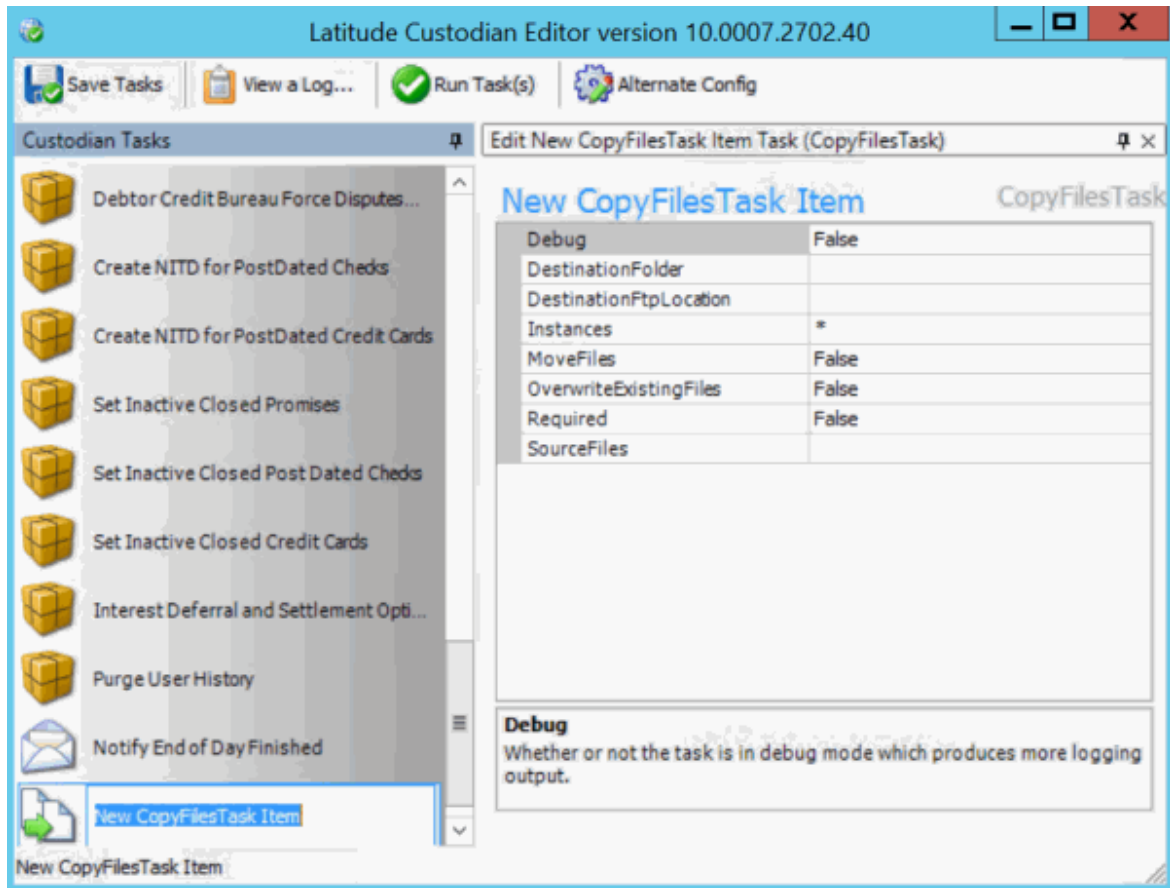 Latitude Custodian Editor version 10.0007.2702.40
Save Tasks View a Log... Run Task(s) Alternate Config
Custodian Tasks
Debtor Credit Bureau Force Disputes...
Create NITD for PostDated Checks
Create NITD for PostDated Credit Cards
Set Inactive Closed Promises
Set Inactive Closed Post Dated Checks
Set Inactive Closed Credit Cards
Interest Deferral and Settlement Opti...
Purge User History
Notify End of Day Finished
New CopyFilesTask Item
Edit New CopyFilesTask Item Task (CopyFilesTask)
New CopyFilesTask Item CopyFilesTask
Debug False
DestinationFolder
DestinationFtpLocation
Instances *
MoveFiles False
OverwriteExistingFiles False
Required False
SourceFiles
Debug
Whether or not the task is in debug mode which produces more logging
output.
New CopyFilesTask Item